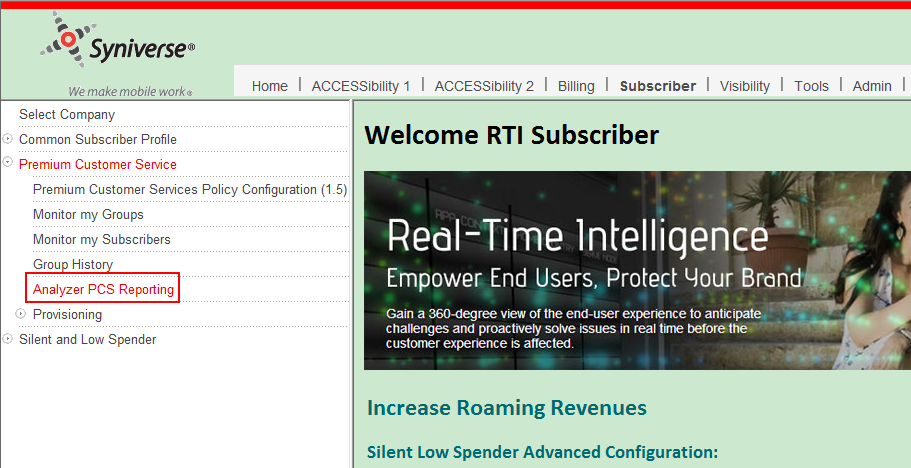 Syniverse®
We make mobile work®
Home | ACCESSibility 1 | ACCESSibility 2 | Billing | Subscriber | Visibility | Tools | Admin |
Select Company
Common Subscriber Profile
Premium Customer Service
Premium Customer Services Policy Configuration (1.5)
Monitor my Groups
Monitor my Subscribers
Group History
Analyzer PCS Reporting
Provisioning
Silent and Low Spender
Welcome RTI Subscriber
Real-Time Intelligence
Empower End Users, Protect Your Brand
Gain a 360-degree view of the end-user experience to anticipate
challenges and proactively solve issues in real time before the
customer experience is affected.
Increase Roaming Revenues
Silent Low Spender Advanced Configuration: